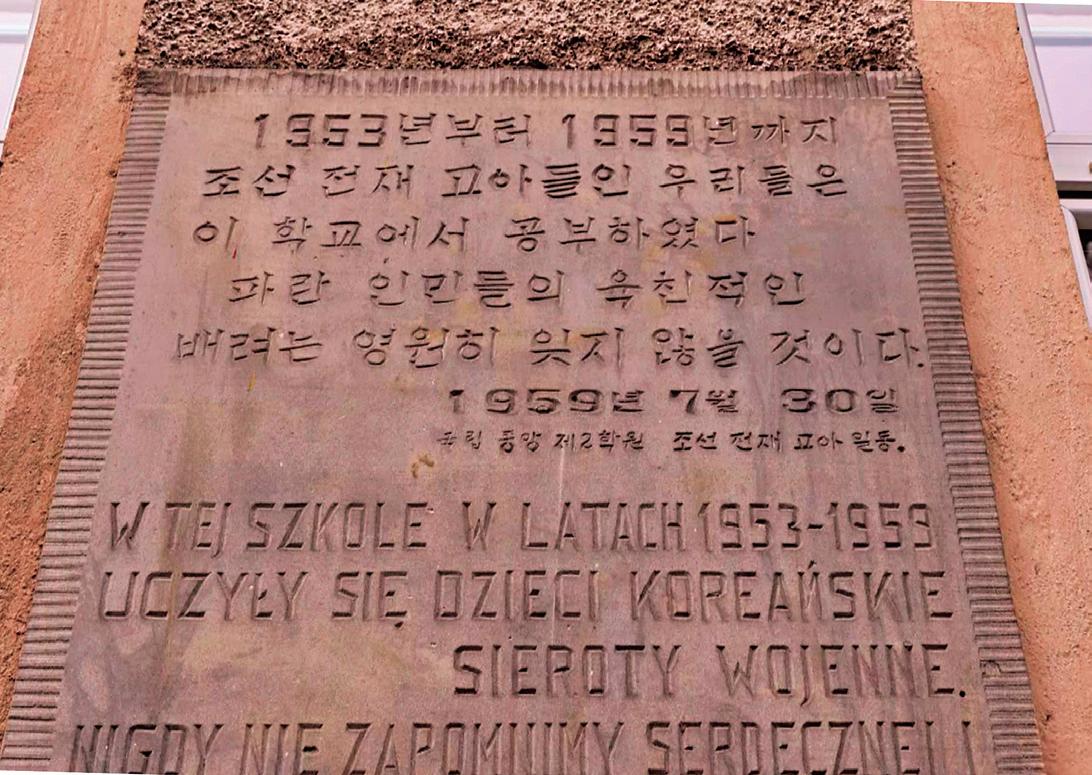 1953년부터 1959년까지
조선 전재 고아들인 우리들은
이 학교에서 공부하였다
파란 인민들의 육친적인
배려는 영원히 잊지 않을 것이다.
1959년 7월 30일
제2학원 조선 전재 고아 일동.
W TEJ SZKOLE W LATACH 1953-1959
UCZYŁY SIĘ DZIECI KOREAŃSKIE
SIEROTY WOJENNE.
NIGDY NIE ZAPOMNIMY SERDECZNEJ